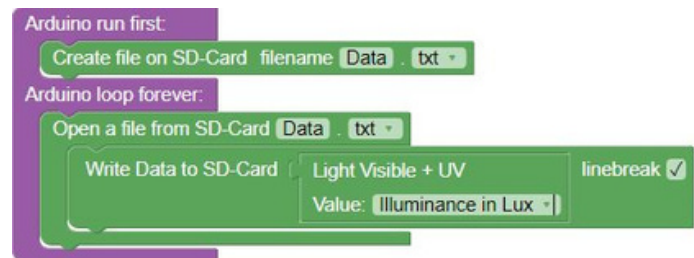 Arduino run first:
Create file on SD-Card filename Data . txt
Arduino loop forever:
Open a file from SD-Card Data . txt
Write Data to SD-Card Light Visible + UV linebreak
Value: Illuminance in Lux